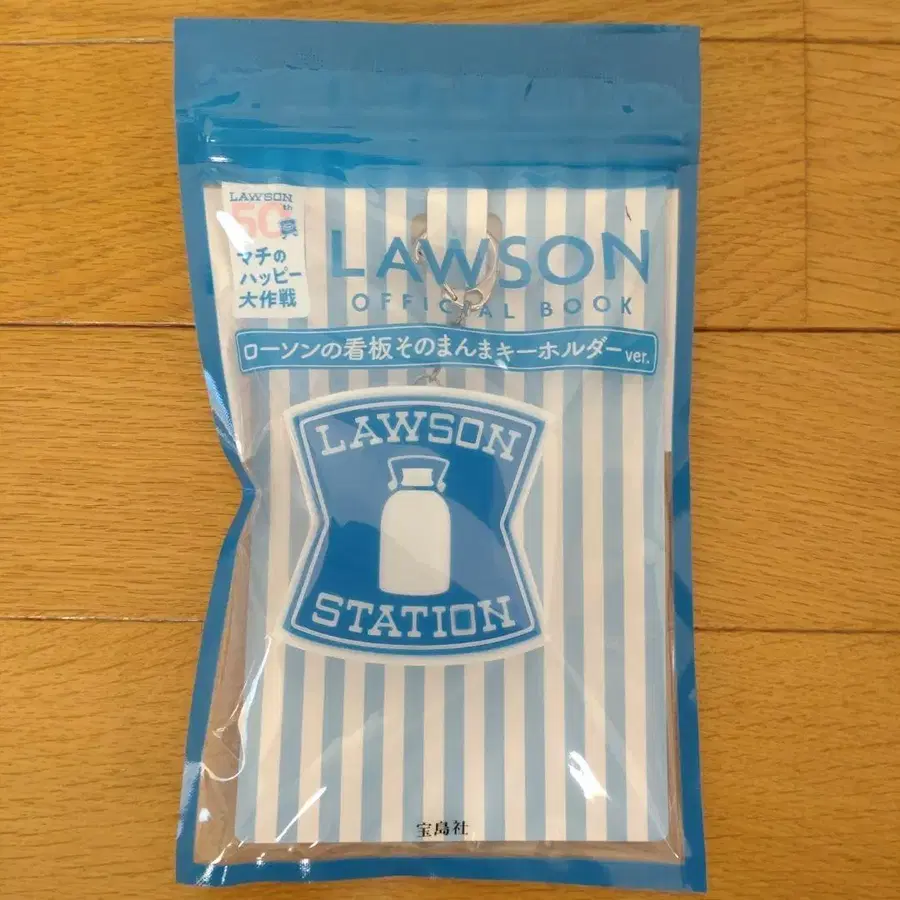 LAWSON
50th
マチの
ハッピー
大作戦
LAWSON
OFFICIAL BOOK
ローソンの看板そのまんまキーホルダーver.
LAWSON
STATION
宝島社